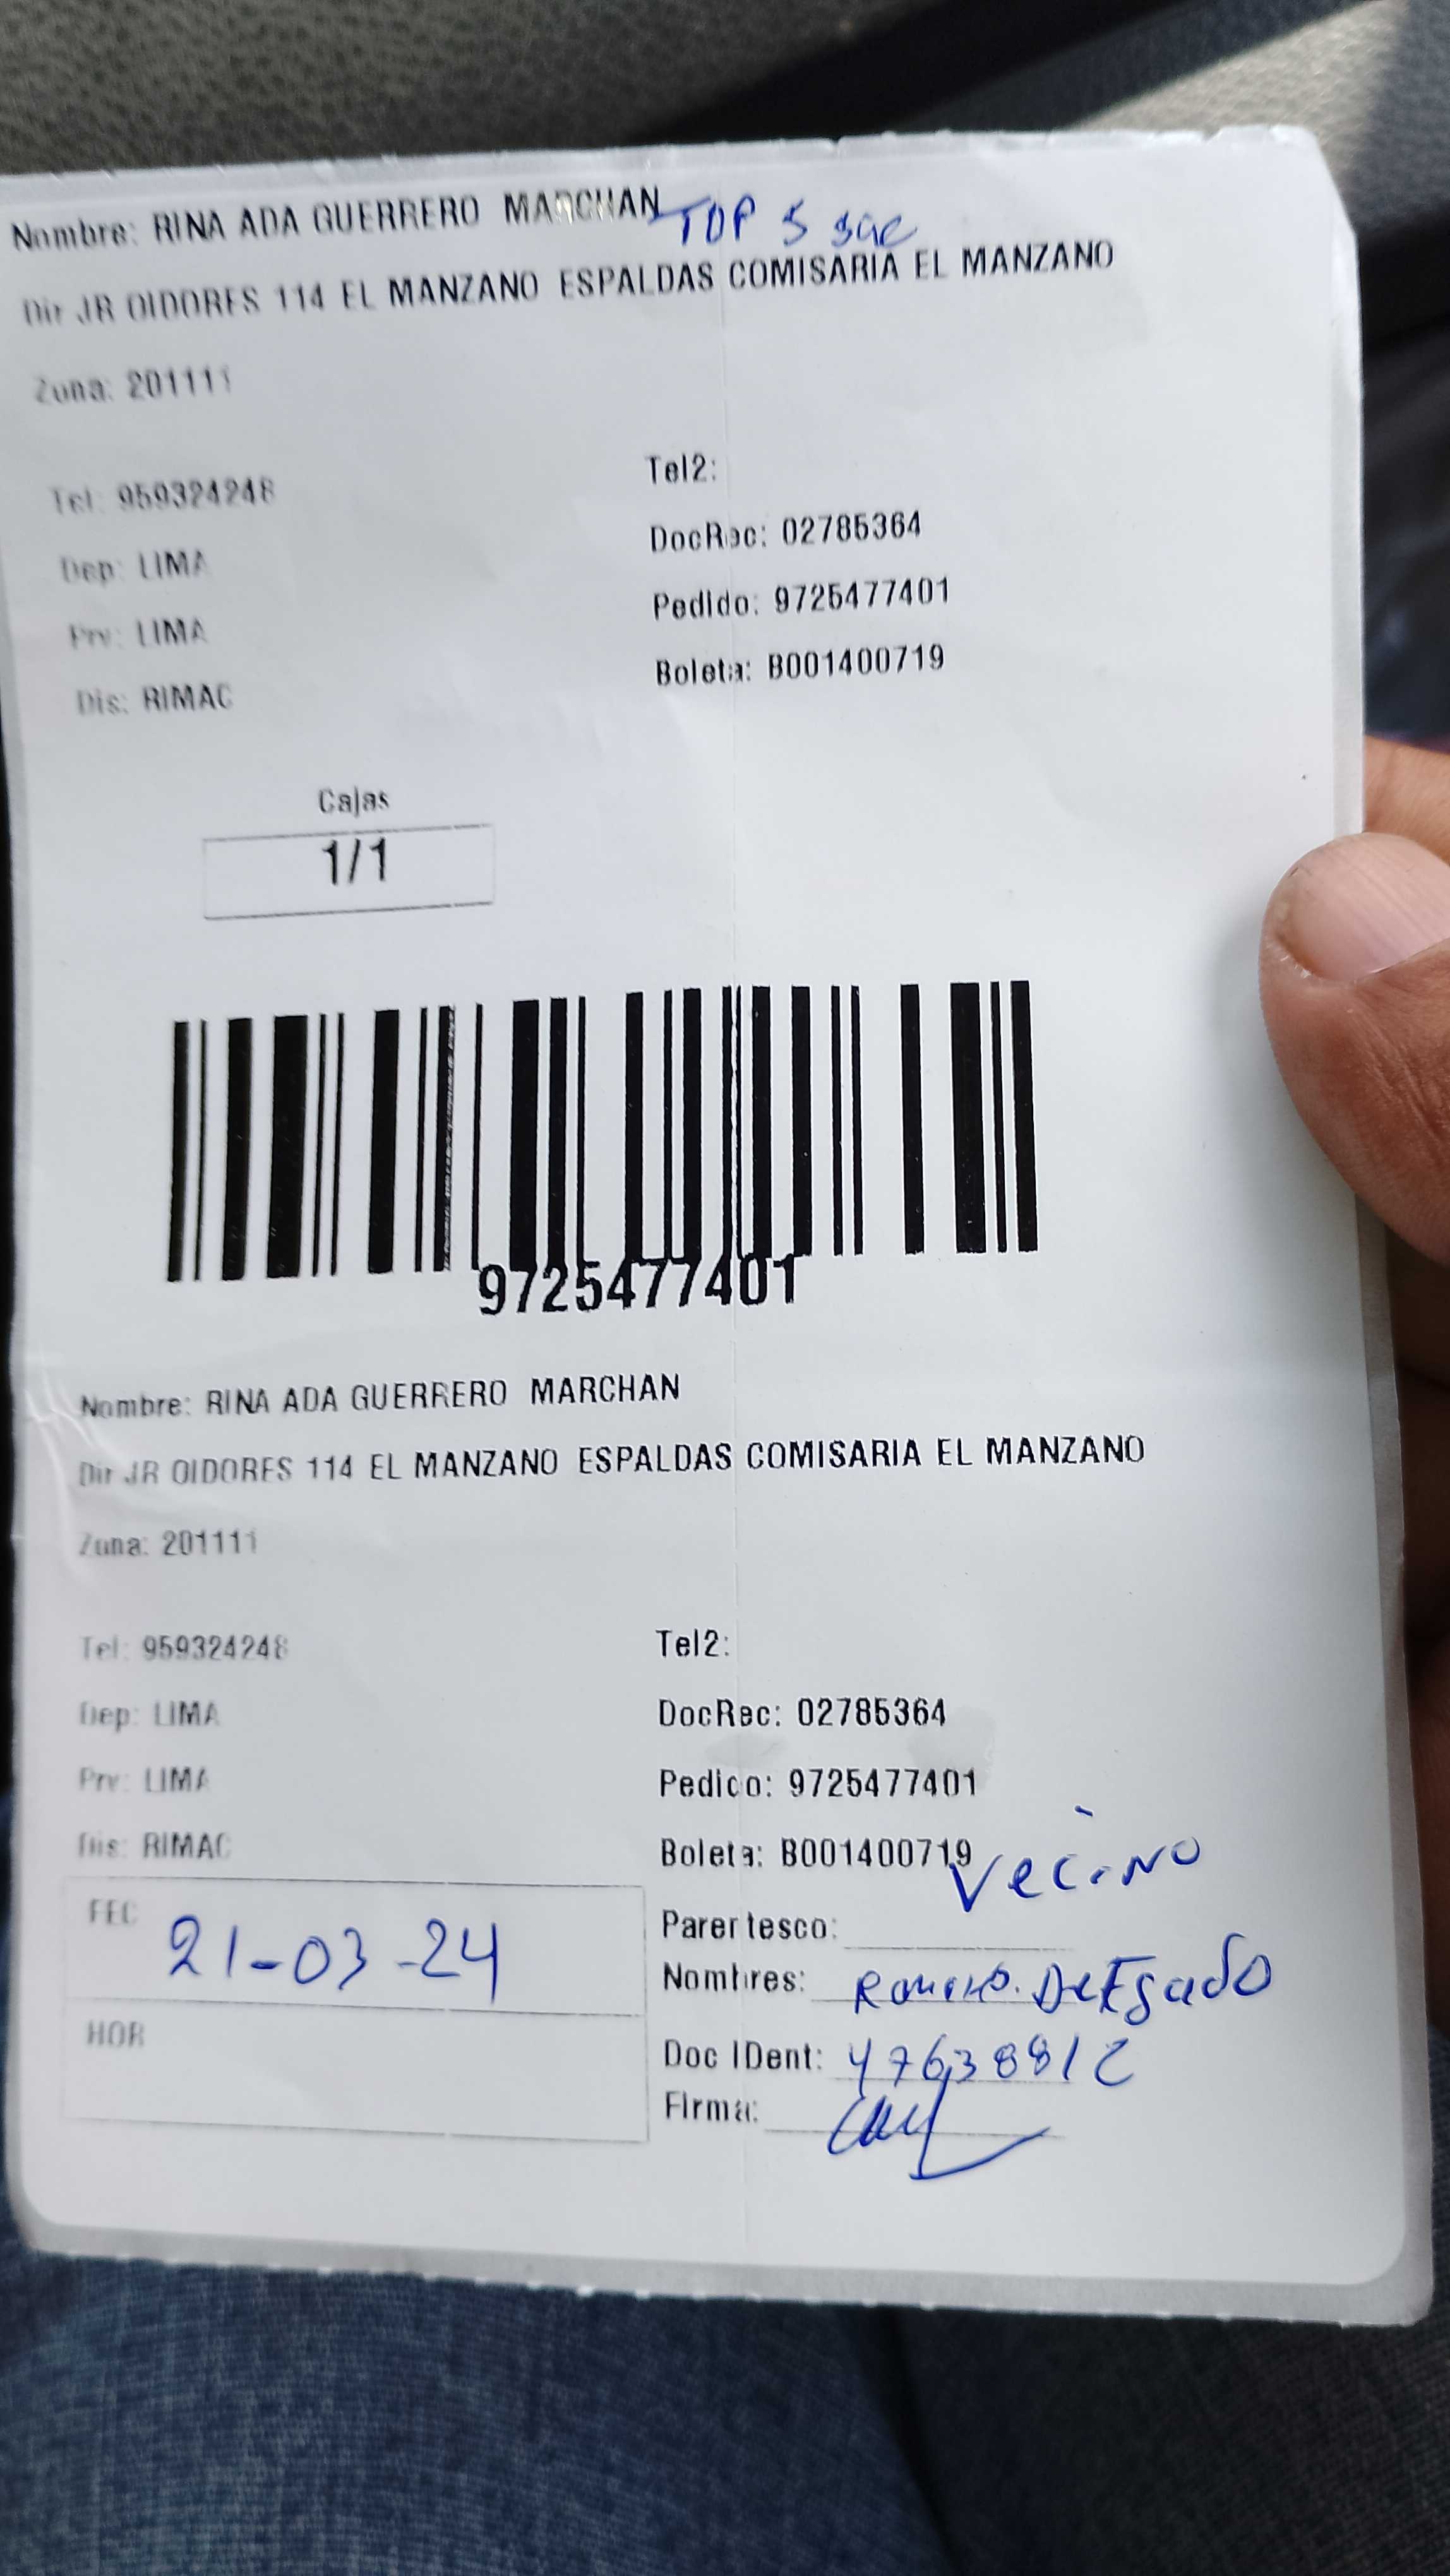 Nombre: RINA ADA GUERRERO MARCHAN TOP 5 sac
Dir JR OIDORES 114 EL MANZANO ESPALDAS COMISARIA EL MANZANO
Zona: 201111
Tel: 959324248 Tel2:
DocRec: 02785364
Dep: LIMA
Pedido: 9725477401
Prv: LIMA
Boleta: B001400719
Dis: RIMAC
Cajas
1/1
9725477401
Nombre: RINA ADA GUERRERO MARCHAN
Dir JR OIDORES 114 EL MANZANO ESPALDAS COMISARIA EL MANZANO
Zona: 201111
Tel: 959324248 Tel2:
Dep: LIMA DocRec: 02785364
Prv: LIMA Pedido: 9725477401
Dis: RIMAC Boleta: B001400719
Vecino
FEC 21-03-24
Parentesco:
Nombres: Delgado
HOR
Doc IDent: 47638812
Firma: